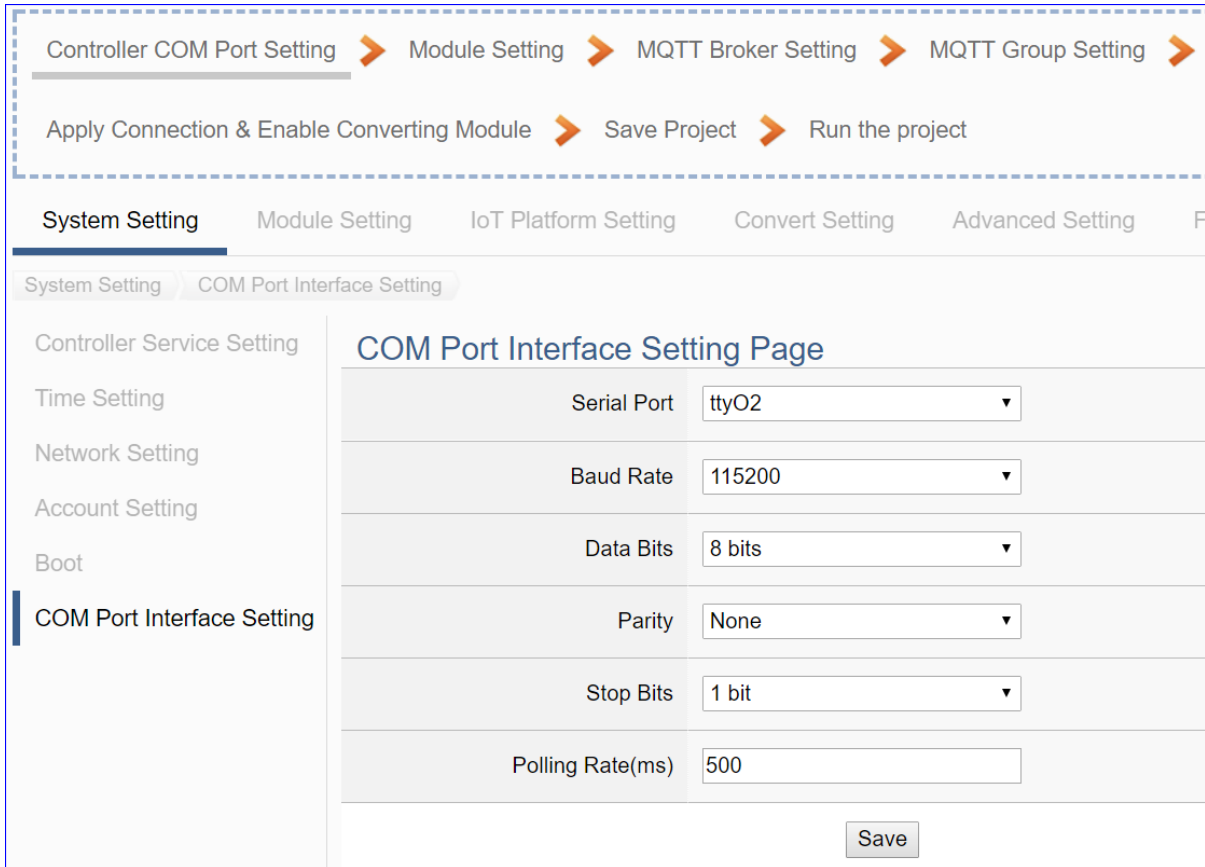 Controller COM Port Setting Module Setting MQTT Broker Setting MQTT Group Setting
Apply Connection & Enable Converting Module Save Project Run the project
System Setting Module Setting IoT Platform Setting Convert Setting Advanced Setting
System Setting COM Port Interface Setting
Controller Service Setting
Time Setting
Network Setting
Account Setting
Boot
COM Port Interface Setting
COM Port Interface Setting Page
Serial Port ttyO2
Baud Rate 115200
Data Bits 8 bits
Parity None
Stop Bits 1 bit
Polling Rate(ms) 500
Save